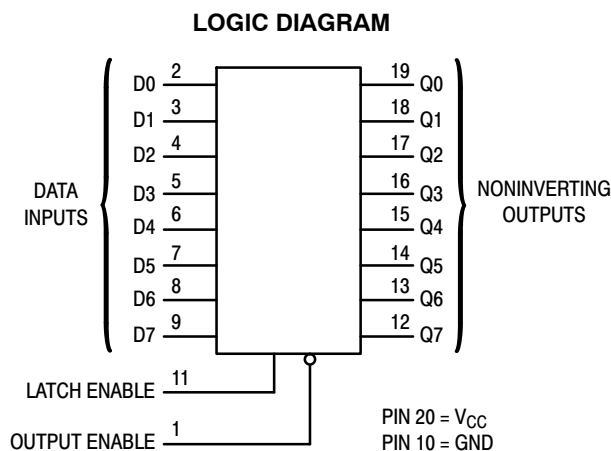 LOGIC DIAGRAM
D0 2 19 Q0
D1 3 18 Q1
D2 4 17 Q2
D3 5 16 Q3
D4 6 15 Q4
D5 7 14 Q5
D6 8 13 Q6
D7 9 12 Q7
DATA
INPUTS
NONINVERTING
OUTPUTS
LATCH ENABLE 11
OUTPUT ENABLE 1
PIN 20 = VCC
PIN 10 = GND